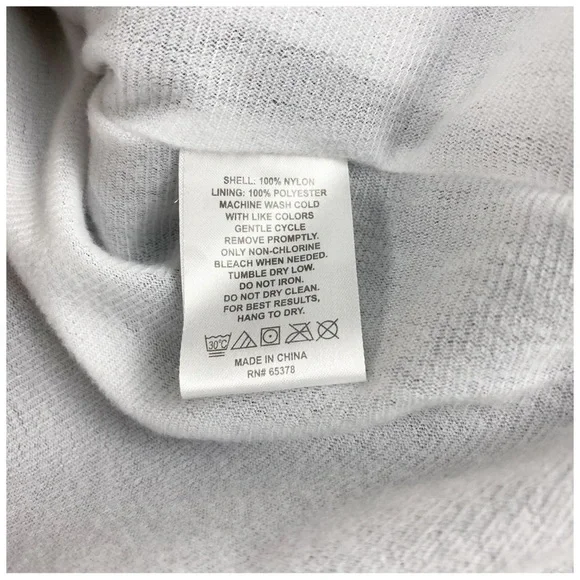 SHELL: 100% NYLON
LINING: 100% POLYESTER
MACHINE WASH COLD
WITH LIKE COLORS
GENTLE CYCLE
REMOVE PROMPTLY.
ONLY NON-CHLORINE
BLEACH WHEN NEEDED.
TUMBLE DRY LOW.
DO NOT IRON.
DO NOT DRY CLEAN.
FOR BEST RESULTS,
HANG TO DRY.
30°C
MADE IN CHINA
RN# 65378